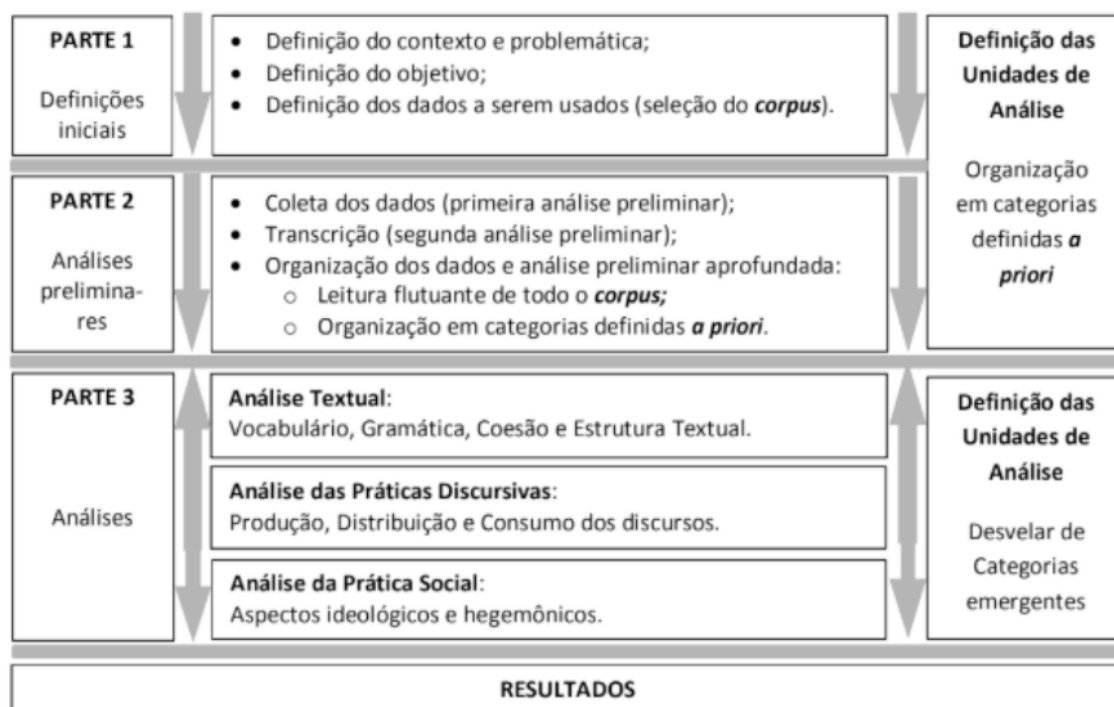 PARTE 1
Definições
iniciais
• Definição do contexto e problemática;
• Definição do objetivo;
• Definição dos dados a serem usados (seleção do corpus).
Definição das
Unidades de
Análise
Organização
em categorias
definidas a
priori
PARTE 2
Análises
prelimina-
res
• Coleta dos dados (primeira análise preliminar);
• Transcrição (segunda análise preliminar);
• Organização dos dados e análise preliminar aprofundada:
○ Leitura flutuante de todo o corpus;
○ Organização em categorias definidas a priori.
PARTE 3
Análises
Análise Textual:
Vocabulário, Gramática, Coesão e Estrutura Textual.
Análise das Práticas Discursivas:
Produção, Distribuição e Consumo dos discursos.
Análise da Prática Social:
Aspectos ideológicos e hegemônicos.
Definição das
Unidades de
Análise
Desvelar de
Categorias
emergentes
RESULTADOS